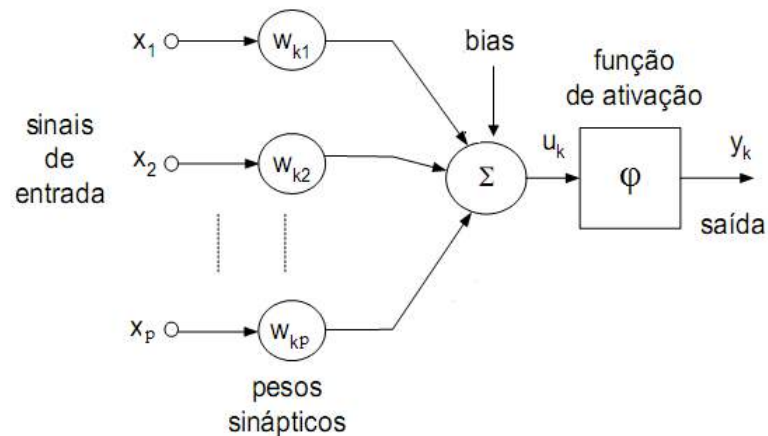 x1
wk1
bias
função
de ativação
sinais
de
entrada
x2
wk2
Σ
uk
φ
yk
saída
xp
wkp
pesos
sinápticos